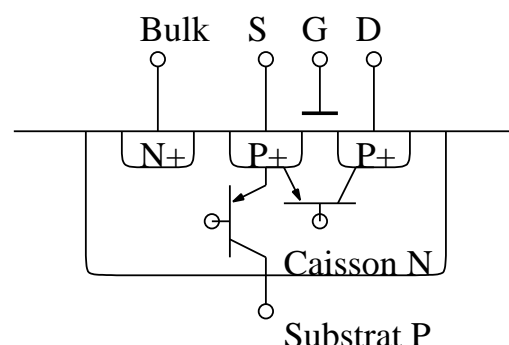 Bulk S G D
N+ P+ P+
Caisson N
Substrat P